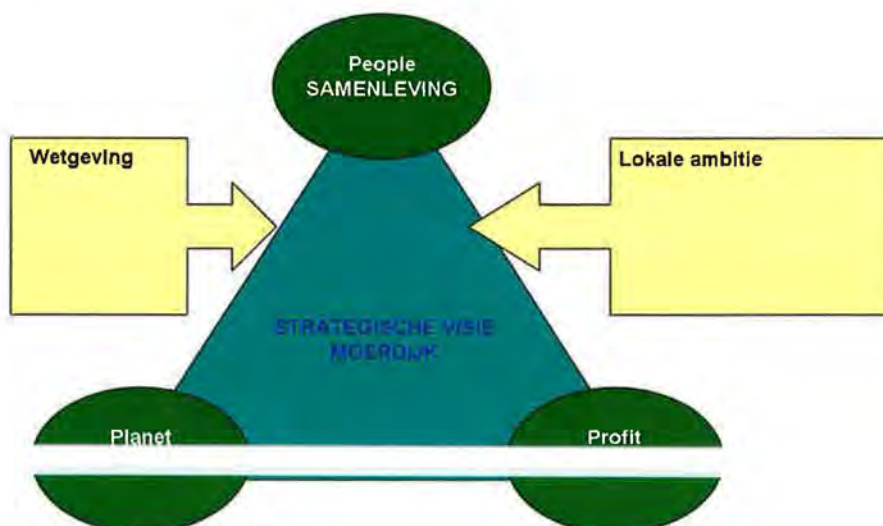 People
SAMENLEVING
Wetgeving
Lokale ambitie
STRATEGISCHE VISIE
MOERDIJK
Planet
Profit